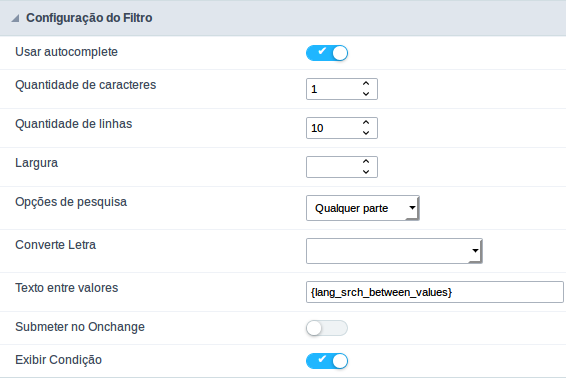 Configuração do Filtro
Usar autocomplete
Quantidade de caracteres 1
Quantidade de linhas 10
Largura
Opções de pesquisa Qualquer parte
Converte Letra
Texto entre valores {lang_srch_between_values}
Submeter no Onchange
Exibir Condição